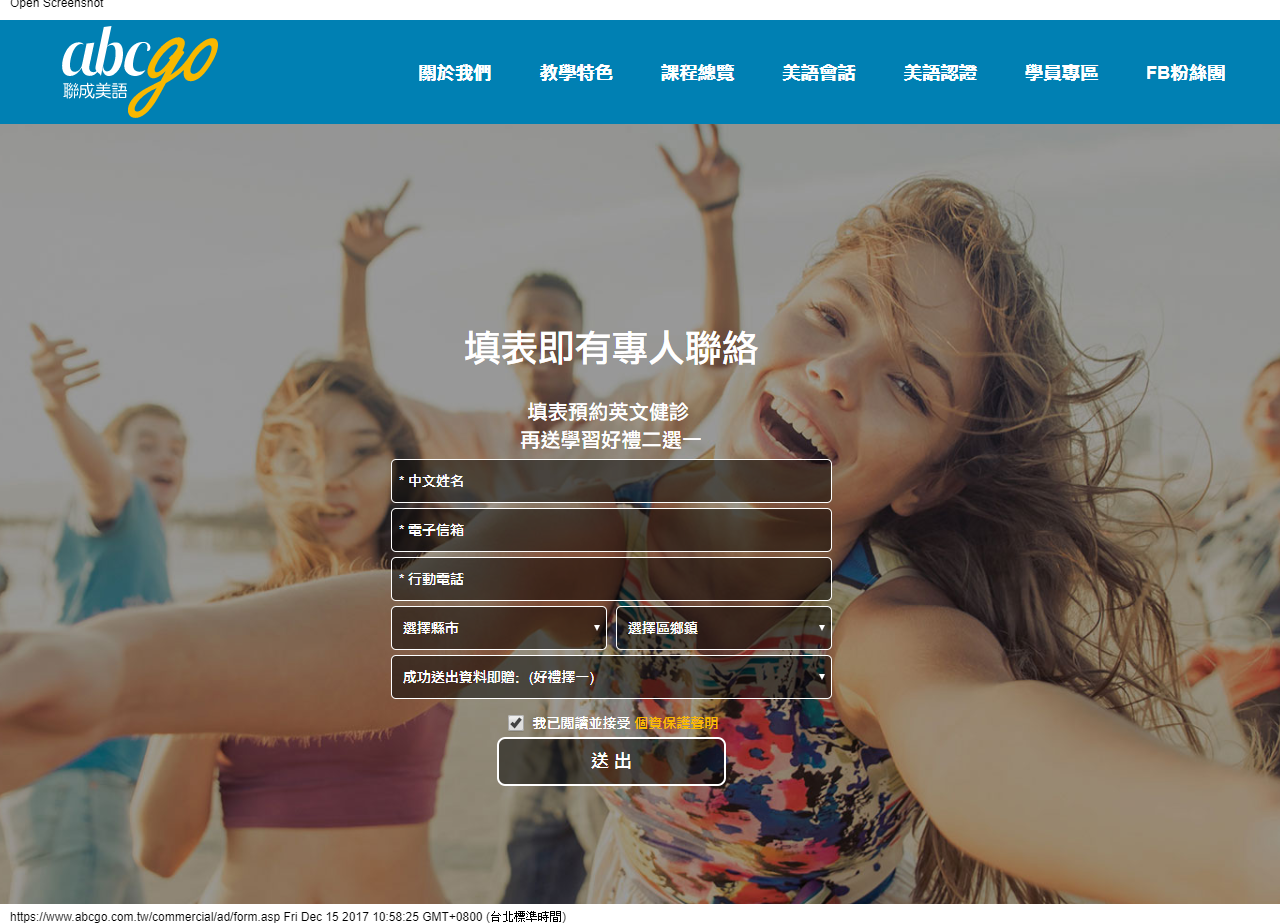 Open Screenshot
abcgo
聯成美語
關於我們 教學特色 課程總覽 美語會話 美語認證 學員專區 FB粉絲團
填表即有專人聯絡
填表預約英文健診
再送學習好禮二選一
* 中文姓名
* 電子信箱
* 行動電話
選擇縣市 選擇區鄉鎮
成功送出資料即贈：(好禮擇一)
我已閱讀並接受 個資保護聲明
送 出
https://www.abcgo.com.tw/commercial/ad/form.asp Fri Dec 15 2017 10:58:25 GMT+0800 (台北標準時間)